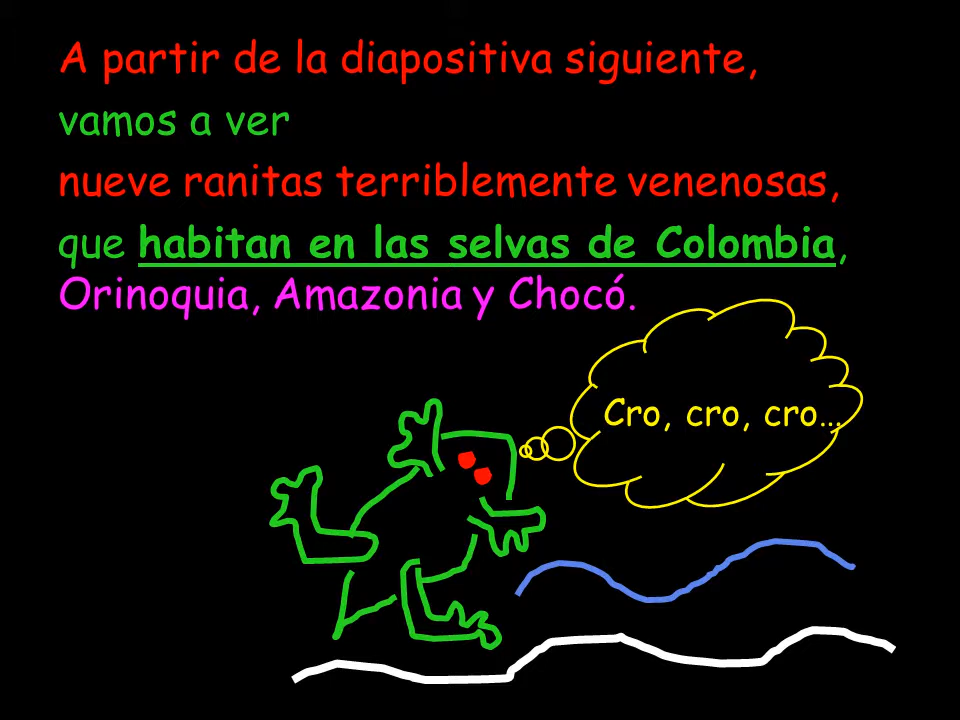 A partir de la diapositiva siguiente,
vamos a ver
nueve ranitas terriblemente venenosas,
que habitan en las selvas de Colombia,
Orinoquia, Amazonia y Chocó.
Cro, cro, cro…